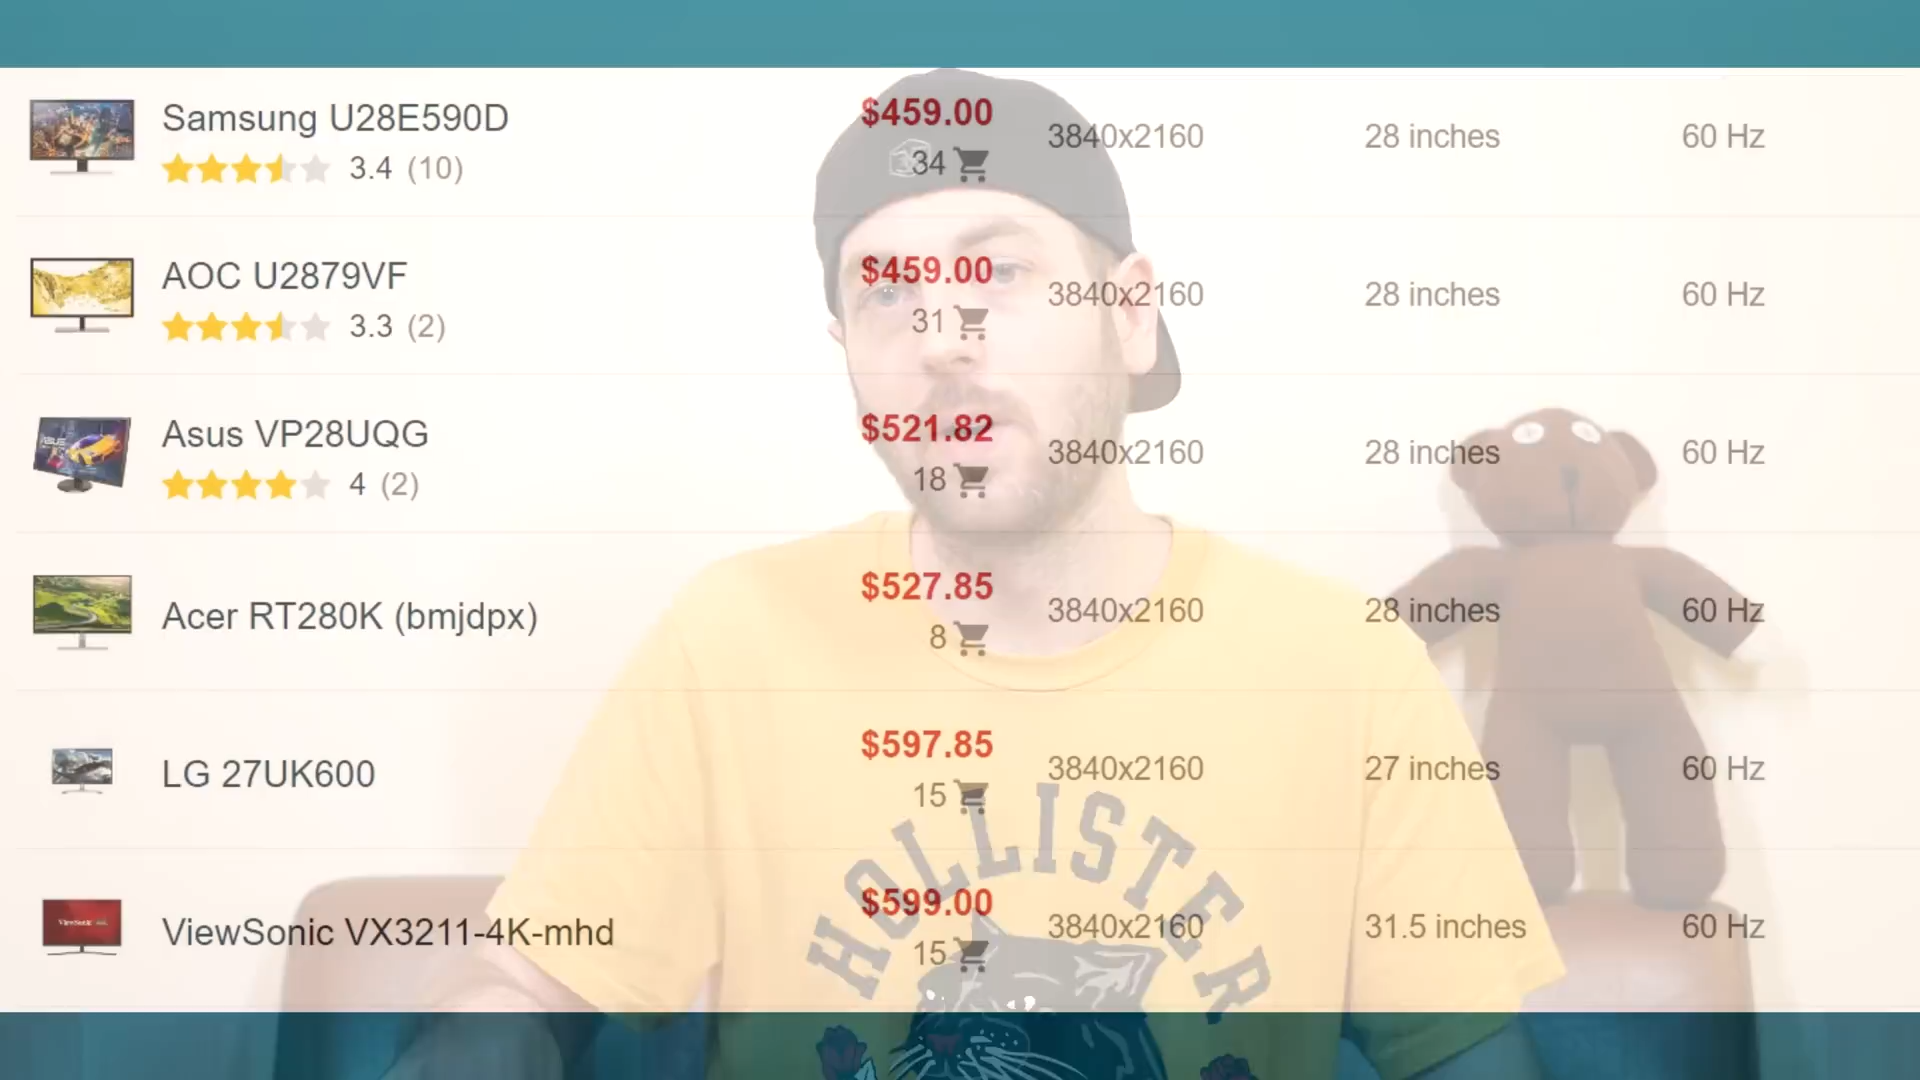 Samsung U28E590D
3.4 (10)
$459.00
34
3840x2160
28 inches
60 Hz
AOC U2879VF
3.3 (2)
$459.00
31
3840x2160
28 inches
60 Hz
Asus VP28UQG
4 (2)
$521.82
18
3840x2160
28 inches
60 Hz
Acer RT280K (bmjdpx)
$527.85
8
3840x2160
28 inches
60 Hz
LG 27UK600
$597.85
15
3840x2160
27 inches
60 Hz
ViewSonic VX3211-4K-mhd
$599.00
15
3840x2160
31.5 inches
60 Hz
HOLLISTER